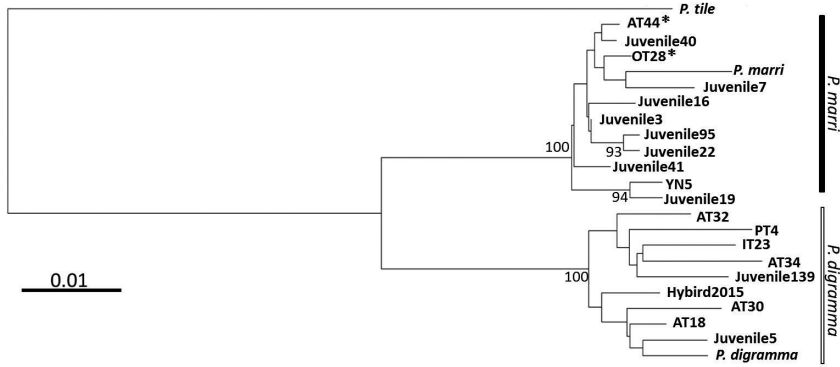 P. tile
AT44*
Juvenile40
OT28*
P. marri
Juvenile7
Juvenile16
Juvenile3
Juvenile95
Juvenile22
100
93
Juvenile41
YN5
Juvenile19
94
P. marri
AT32
PT4
IT23
AT34
Juvenile139
100
Hybird2015
AT30
AT18
Juvenile5
P. digramma
P. digramma
0.01